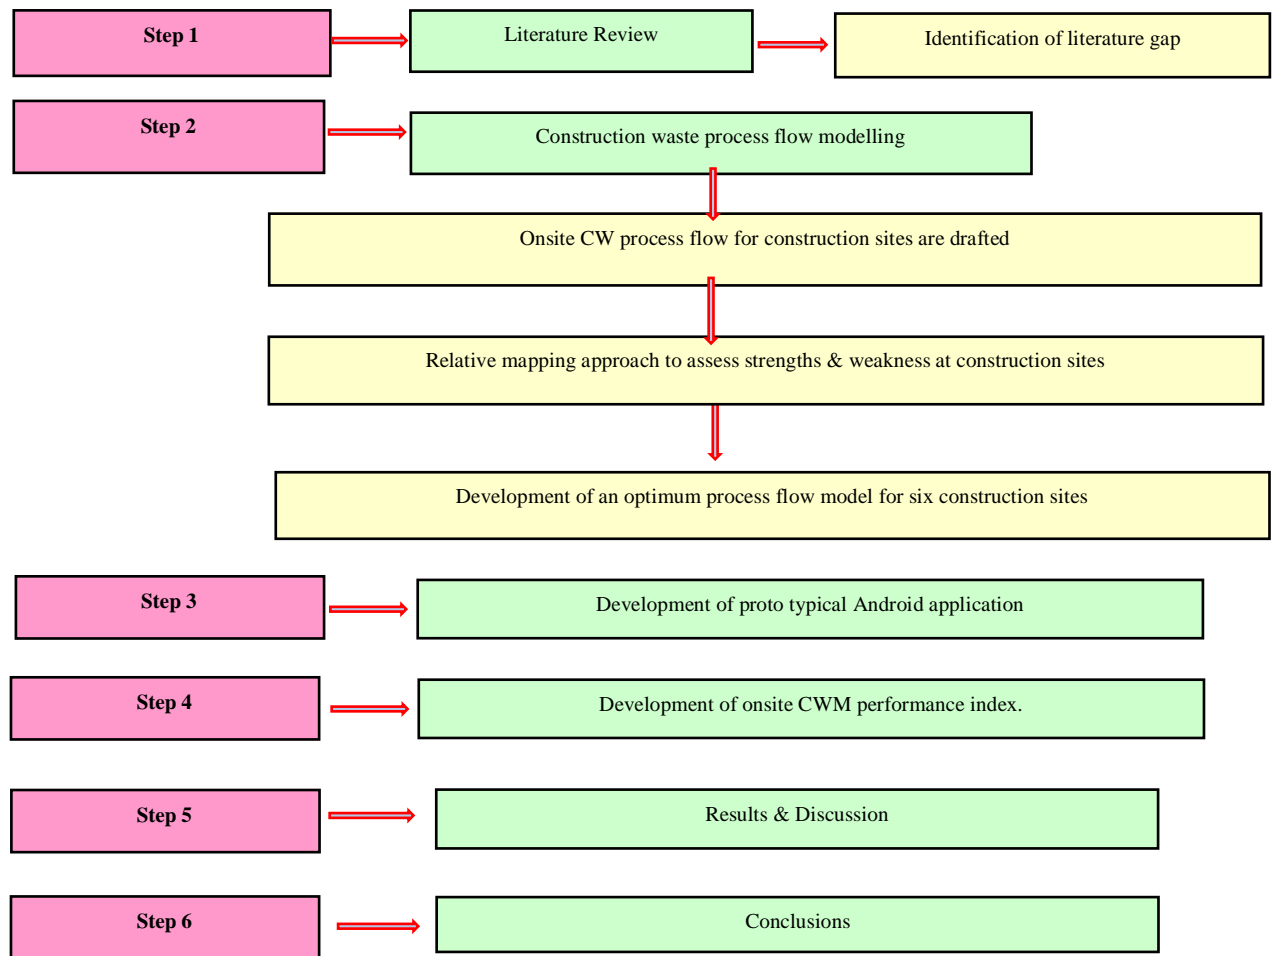 Step 1
Literature Review
Identification of literature gap
Step 2
Construction waste process flow modelling
Onsite CW process flow for construction sites are drafted
Relative mapping approach to assess strengths & weakness at construction sites
Development of an optimum process flow model for six construction sites
Step 3
Development of proto typical Android application
Step 4
Development of onsite CWM performance index.
Step 5
Results & Discussion
Step 6
Conclusions